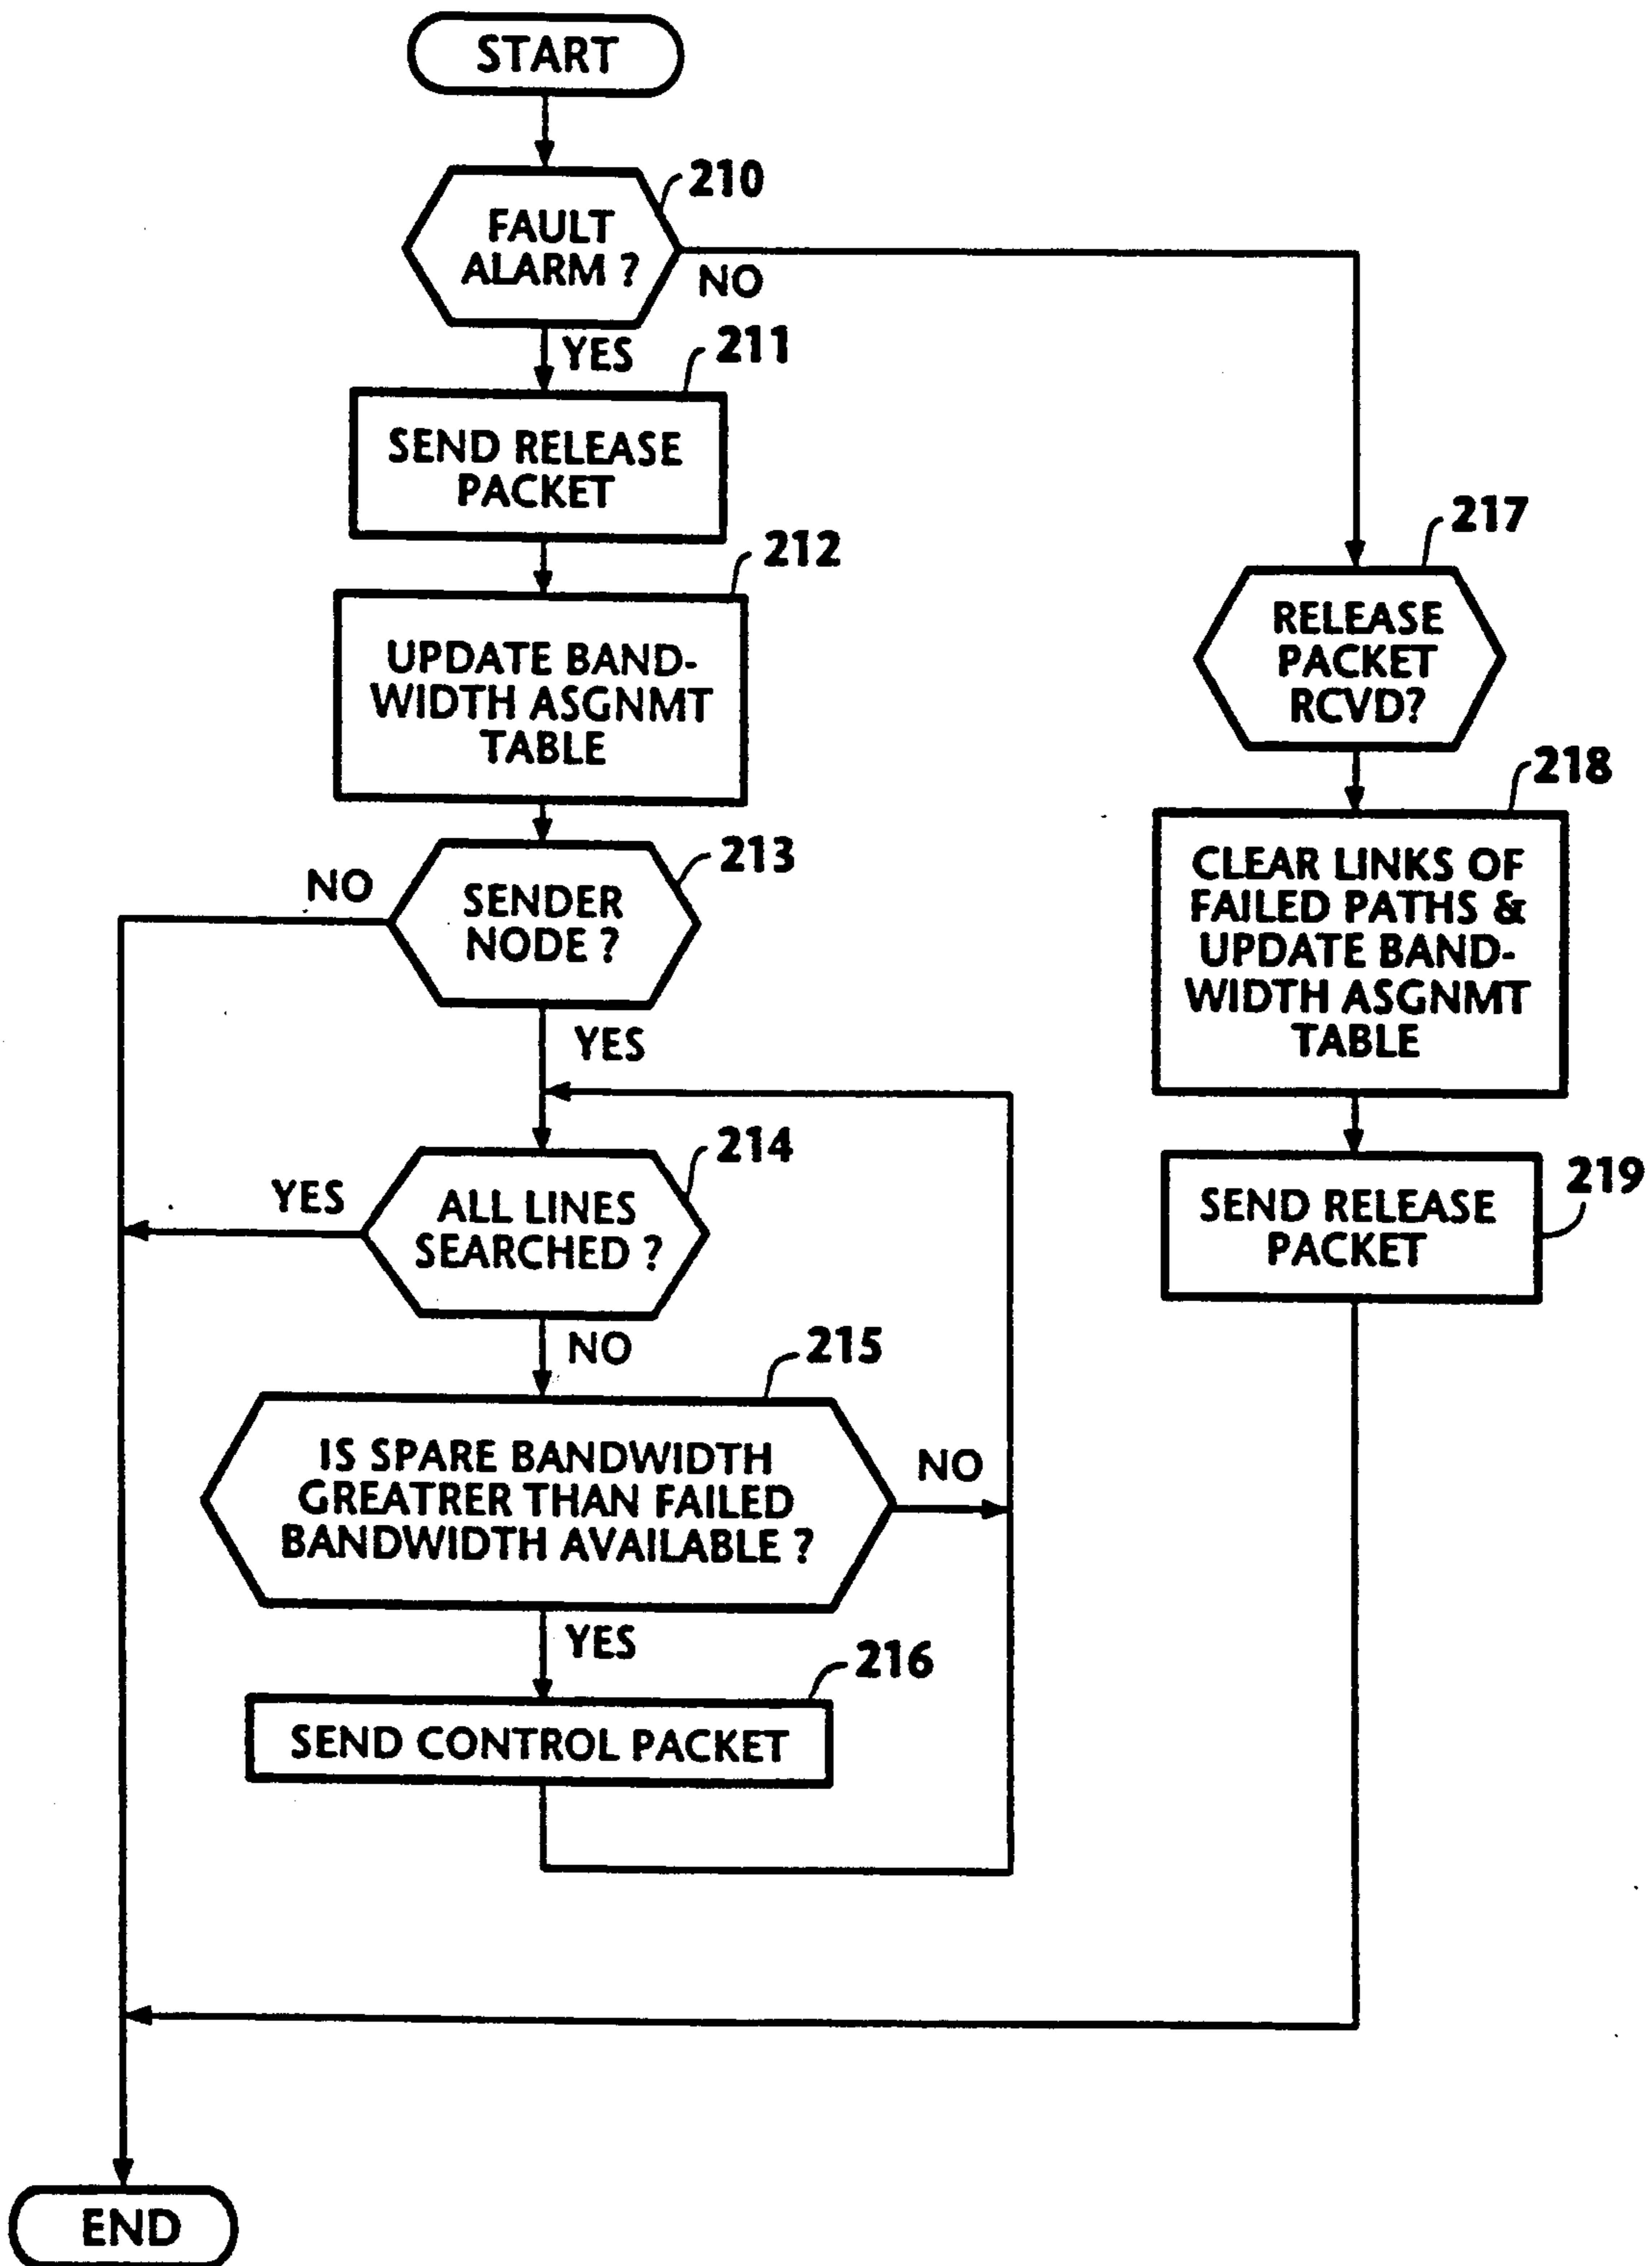 START
210
FAULT
ALARM ?
NO
YES
211
SEND RELEASE
PACKET
212
UPDATE BAND-
WIDTH ASGNMT
TABLE
213
NO
SENDER
NODE ?
YES
214
YES
ALL LINES
SEARCHED ?
NO
215
IS SPARE BANDWIDTH
GREATRER THAN FAILED
BANDWIDTH AVAILABLE ?
NO
YES
216
SEND CONTROL PACKET
217
RELEASE
PACKET
RCVD?
218
CLEAR LINKS OF
FAILED PATHS &
UPDATE BAND-
WIDTH ASGNMT
TABLE
219
SEND RELEASE
PACKET
END